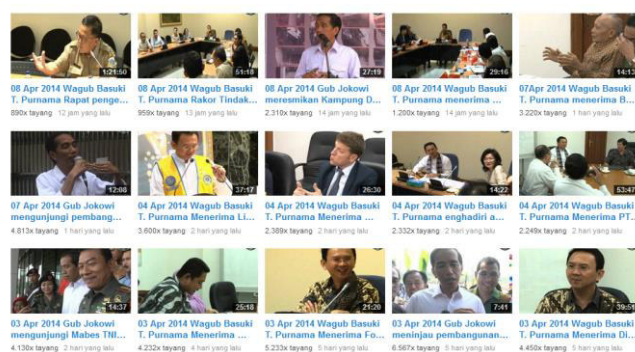 1:21:50
51:18
27:19
29:16
14:13
08 Apr 2014 Wagub Basuki
T. Purnama Rapat penge...
890x tayang 12 jam yang lalu
08 Apr 2014 Wagub Basuki
T. Purnama Rakor Tindak...
959x tayang 13 jam yang lalu
08 Apr 2014 Gub Jokowi
meresmikan Kampung D...
2.310x tayang 14 jam yang lalu
08 Apr 2014 Wagub Basuki
T. Purnama menerima ...
1.200x tayang 14 jam yang lalu
07Apr 2014 Wagub Basuki
T. Purnama menerima B...
3.220x tayang 1 hari yang lalu
12:08
37:17
26:30
14:22
53:47
07 Apr 2014 Gub Jokowi
mengunjungi pembang...
4.813x tayang 1 hari yang lalu
04 Apr 2014 Wagub Basuki
T. Purnama Menerima Li...
3.600x tayang 2 hari yang lalu
04 Apr 2014 Wagub Basuki
T. Purnama Menerima ...
2.389x tayang 2 hari yang lalu
04 Apr 2014 Wagub Basuki
T. Purnama enghadiri a...
2.332x tayang 2 hari yang lalu
04 Apr 2014 Wagub Basuki
T. Purnama Menerima PT...
2.249x tayang 2 hari yang lalu
14:37
25:18
21:20
7:41
39:51
03 Apr 2014 Gub Jokowi
mengunjungi Mabes TNI...
4.130x tayang 2 hari yang lalu
03 Apr 2014 Wagub Basuki
T. Purnama Menerima ...
4.232x tayang 4 hari yang lalu
03 Apr 2014 Wagub Basuki
T. Purnama Menerima Fo...
5.233x tayang 5 hari yang lalu
03 Apr 2014 Gub Jokowi
meninjau pembangunan...
6.567x tayang 5 hari yang lalu
03 Apr 2014 Wagub Basuki
T. Purnama Menerima Di...
4.450x tayang 5 hari yang lalu